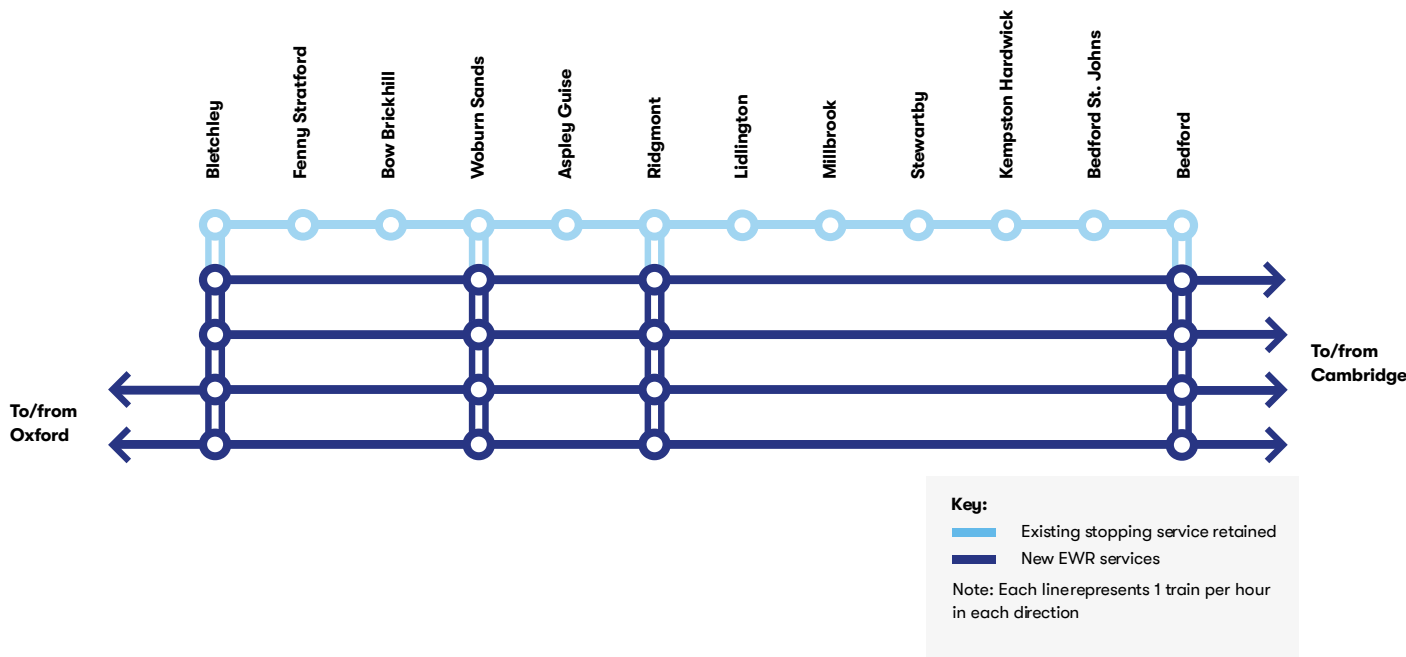 Bletchley
Fenny Stratford
Bow Brickhill
Woburn Sands
Aspley Guise
Ridgmont
Lidlington
Millbrook
Stewartby
Kempston Hardwick
Bedford St. Johns
Bedford
To/from
Cambridge
To/from
Oxford
Key:
Existing stopping service retained
New EWR services
Note: Each line represents 1 train per hour
in each direction